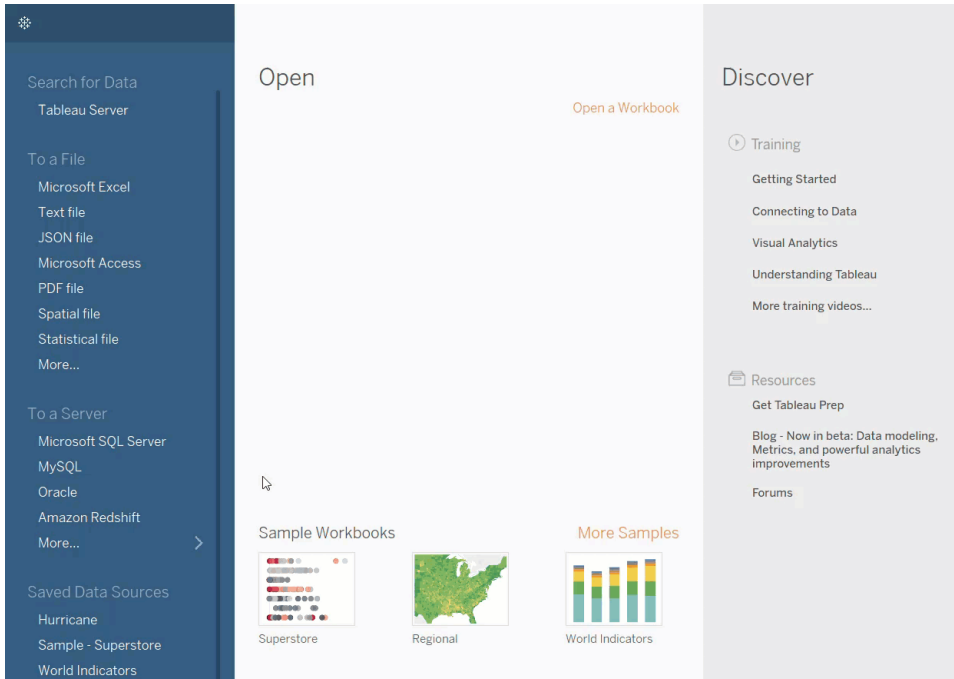 Search for Data
Tableau Server
To a File
Microsoft Excel
Text file
JSON file
Microsoft Access
PDF file
Spatial file
Statistical file
More...
To a Server
Microsoft SQL Server
MySQL
Oracle
Amazon Redshift
More...
Saved Data Sources
Hurricane
Sample - Superstore
World Indicators
Open
Open a Workbook
Sample Workbooks
More Samples
Superstore
Regional
World Indicators
Discover
Training
Getting Started
Connecting to Data
Visual Analytics
Understanding Tableau
More training videos...
Resources
Get Tableau Prep
Blog - Now in beta: Data modeling,
Metrics, and powerful analytics
improvements
Forums